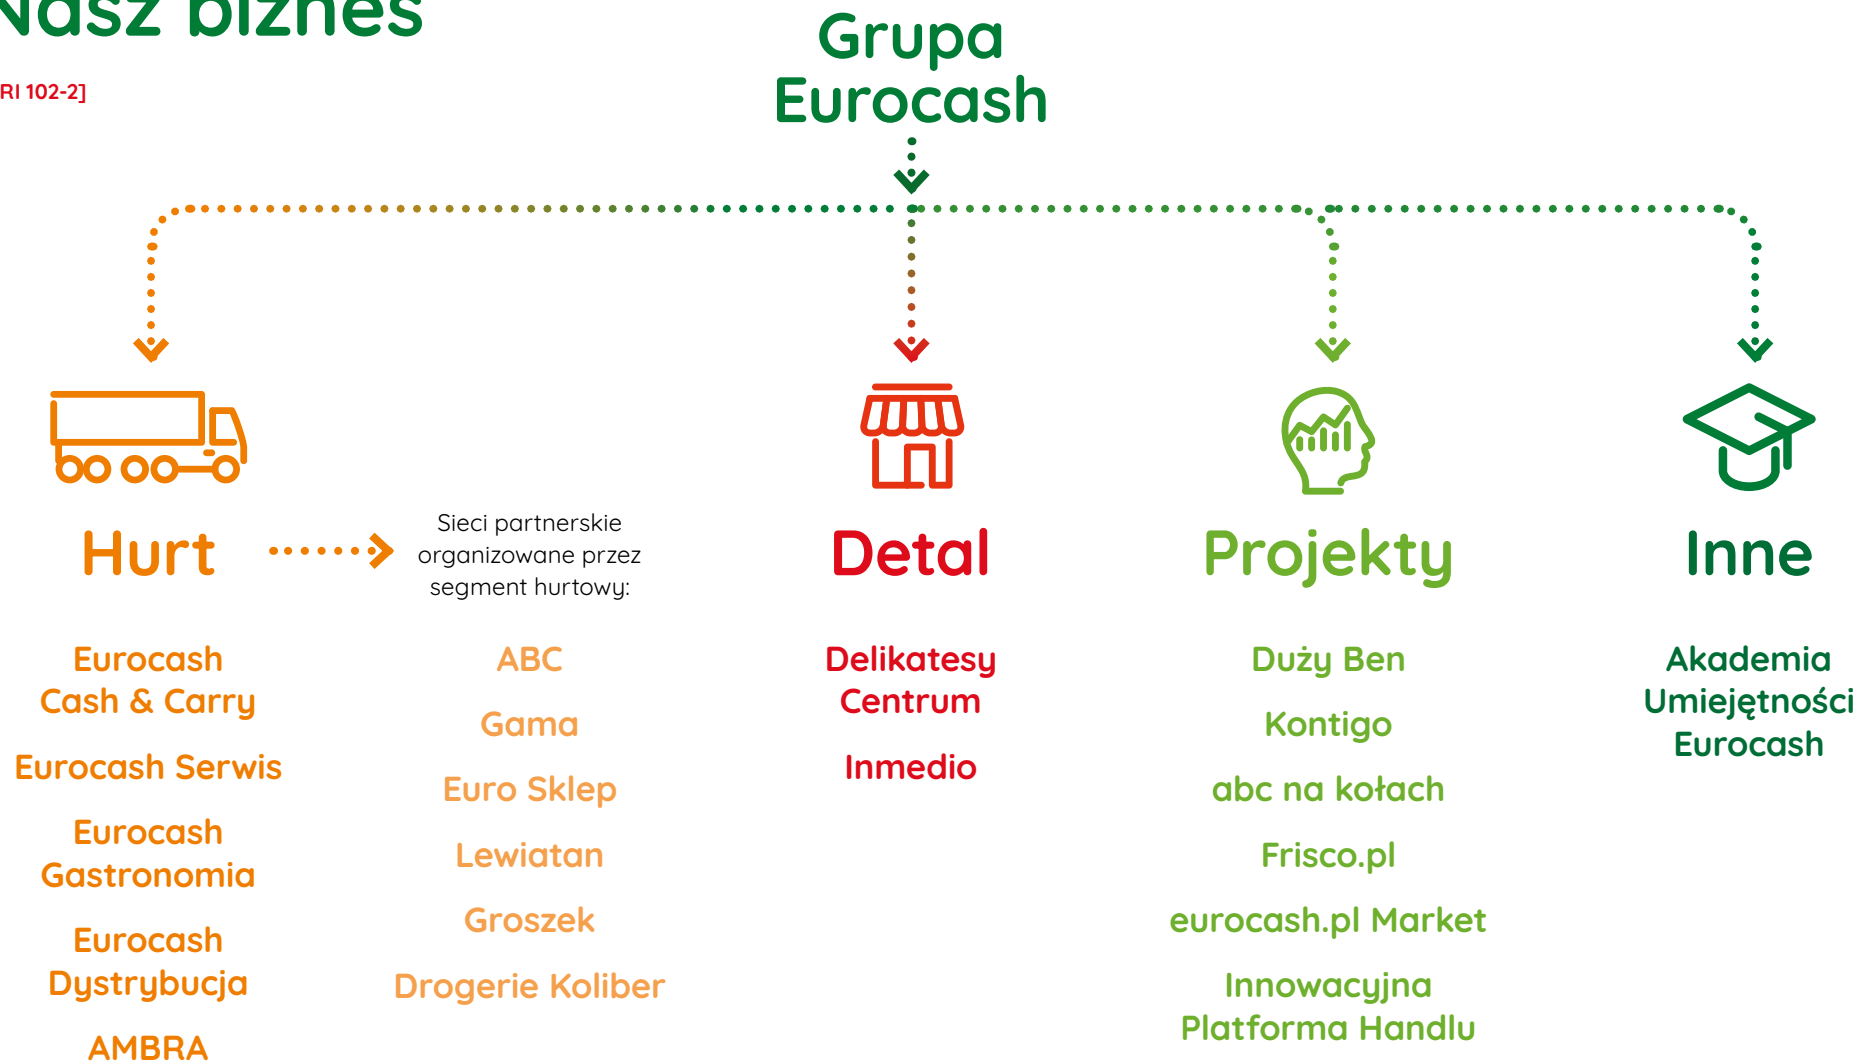 Nasz biznes
RI 102-2]
Grupa
Eurocash
Hurt
Eurocash
Cash & Carry
Eurocash Serwis
Eurocash
Gastronomia
Eurocash
Dystrybucja
AMBRA
Sieci partnerskie
organizowane przez
segment hurtowy:
ABC
Gama
Euro Sklep
Lewiatan
Groszek
Drogerie Koliber
Detal
Delikatesy
Centrum
Inmedio
Projekty
Duży Ben
Kontigo
abc na kołach
Frisco.pl
eurocash.pl Market
Innowacyjna
Platforma Handlu
Inne
Akademia
Umiejętności
Eurocash